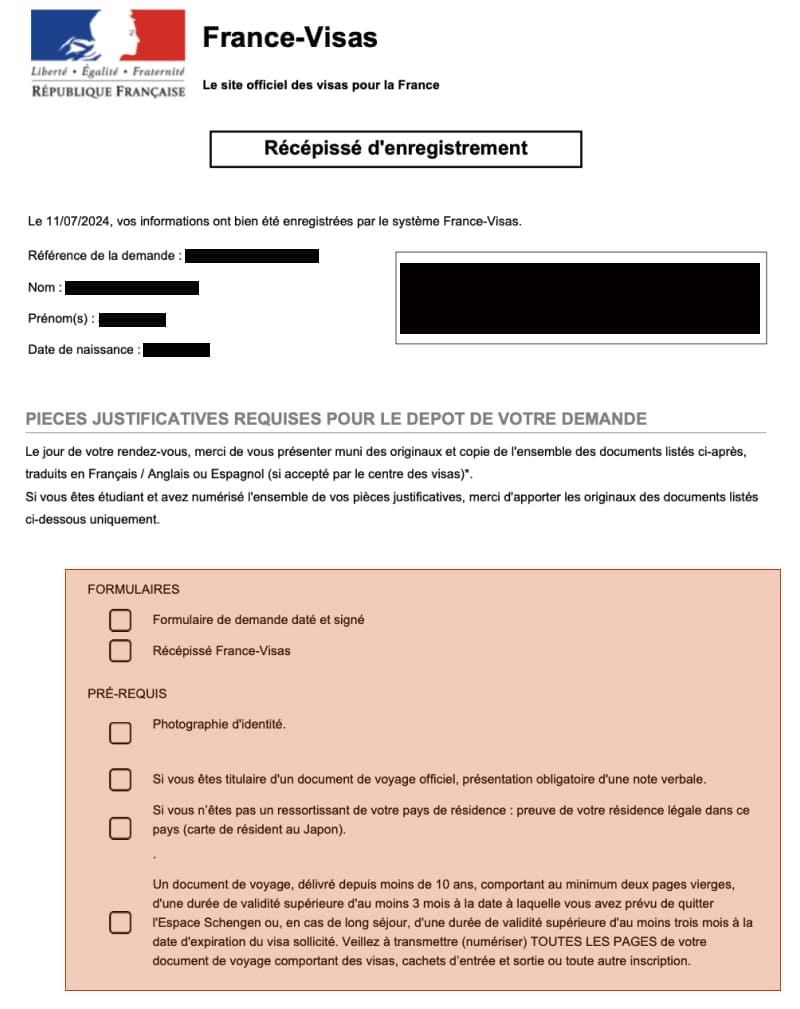 France-Visas
Liberté • Égalité • Fraternité
RÉPUBLIQUE FRANÇAISE
Le site officiel des visas pour la France
Récépissé d'enregistrement
Le 11/07/2024, vos informations ont bien été enregistrées par le système France-Visas.
Référence de la demande :
Nom :
Prénom(s) :
Date de naissance :
PIECES JUSTIFICATIVES REQUISES POUR LE DEPOT DE VOTRE DEMANDE
Le jour de votre rendez-vous, merci de vous présenter muni des originaux et copie de l'ensemble des documents listés ci-après,
traduits en Français / Anglais ou Espagnol (si accepté par le centre des visas)*.
Si vous êtes étudiant et avez numérisé l'ensemble de vos pièces justificatives, merci d'apporter les originaux des documents listés
ci-dessous uniquement.
FORMULAIRES
Formulaire de demande daté et signé
Récépissé France-Visas
PRÉ-REQUIS
Photographie d'identité.
Si vous êtes titulaire d'un document de voyage officiel, présentation obligatoire d'une note verbale.
Si vous n’êtes pas un ressortissant de votre pays de résidence : preuve de votre résidence légale dans ce
pays (carte de résident au Japon).
.
Un document de voyage, délivré depuis moins de 10 ans, comportant au minimum deux pages vierges,
d'une durée de validité supérieure d'au moins 3 mois à la date à laquelle vous avez prévu de quitter
l'Espace Schengen ou, en cas de long séjour, d'une durée de validité supérieure d'au moins trois mois à la
date d'expiration du visa sollicité. Veillez à transmettre (numériser) TOUTES LES PAGES de votre
document de voyage comportant des visas, cachets d’entrée et sortie ou toute autre inscription.